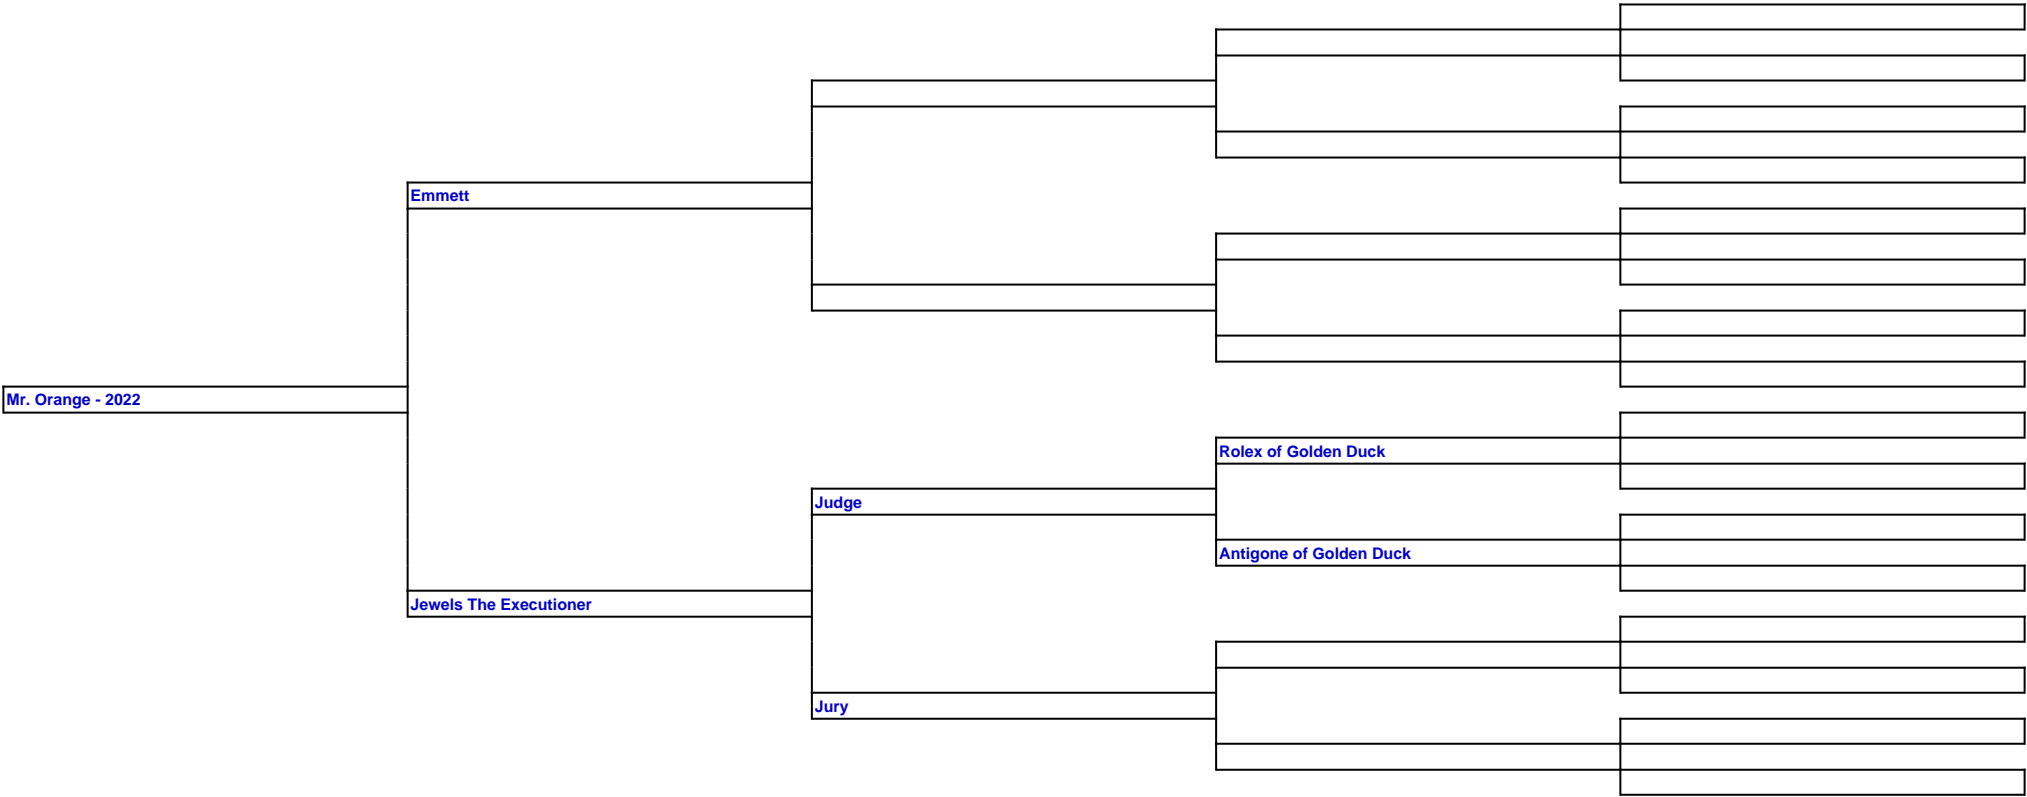 Emmett
Mr. Orange - 2022
Rolex of Golden Duck
Judge
Antigone of Golden Duck
Jewels The Executioner
Jury